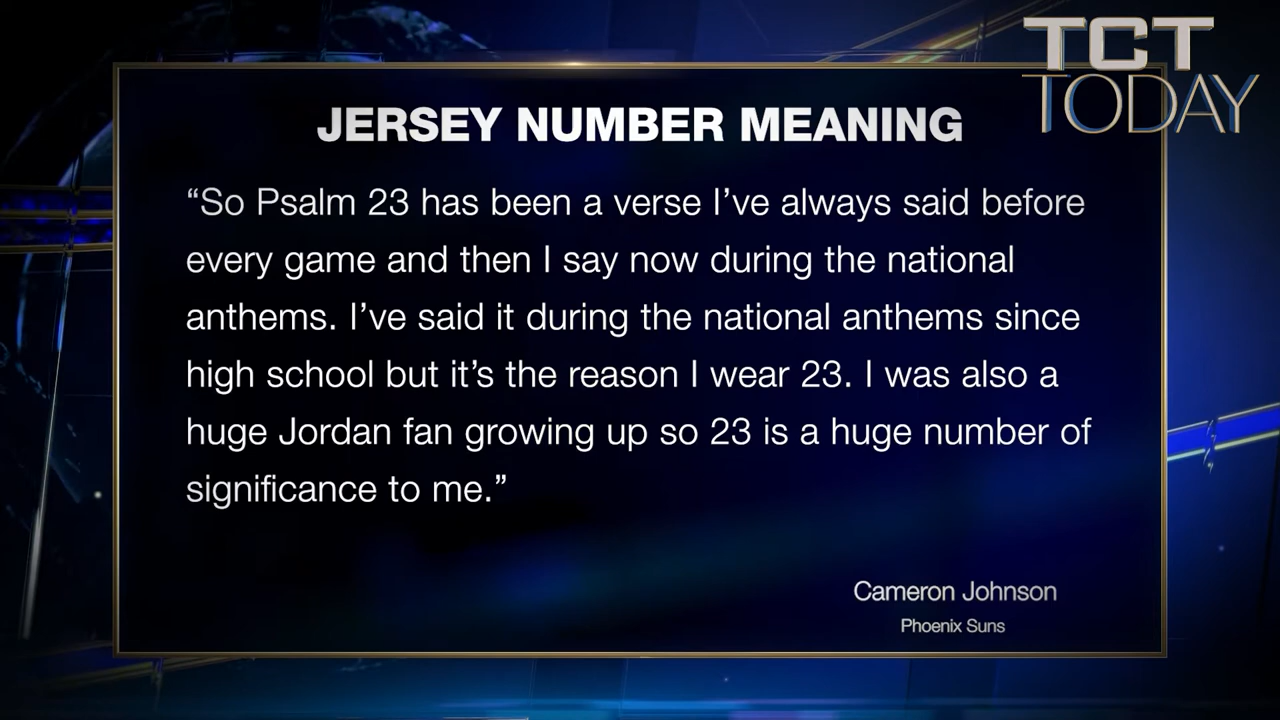 TCT
TODAY
JERSEY NUMBER MEANING
“So Psalm 23 has been a verse I’ve always said before
every game and then I say now during the national
anthems. I’ve said it during the national anthems since
high school but it’s the reason I wear 23. I was also a
huge Jordan fan growing up so 23 is a huge number of
significance to me.”
Cameron Johnson
Phoenix Suns